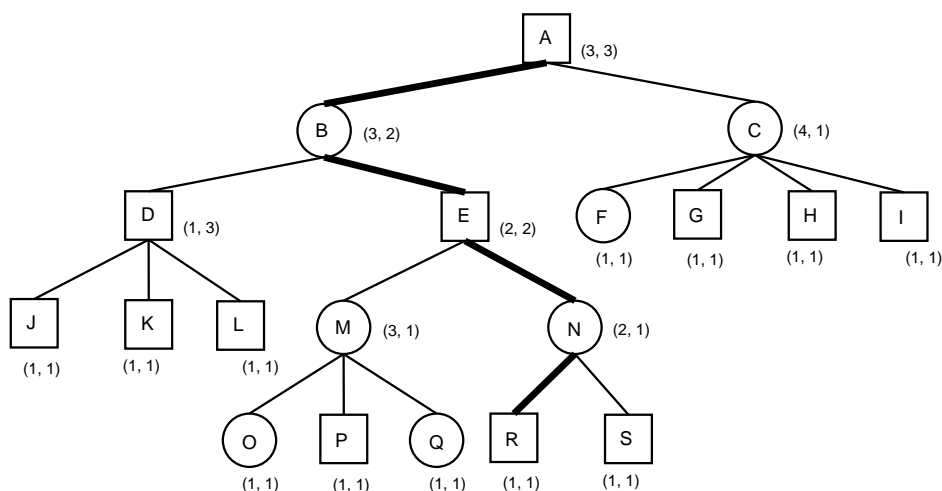 A
(3, 3)
B
(3, 2)
C
(4, 1)
D
(1, 3)
E
(2, 2)
F
G
H
I
(1, 1)
(1, 1)
(1, 1)
(1, 1)
J
K
L
M
(3, 1)
N
(2, 1)
(1, 1)
(1, 1)
(1, 1)
O
P
Q
R
S
(1, 1)
(1, 1)
(1, 1)
(1, 1)
(1, 1)